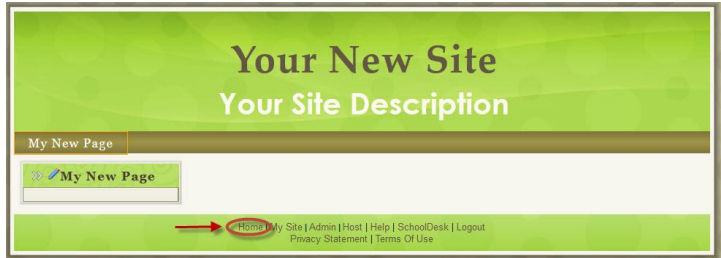 Your New Site
Your Site Description
My New Page
My New Page
Home | My Site | Admin | Host | Help | SchoolDesk | Logout
Privacy Statement | Terms Of Use